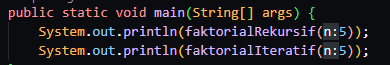 public static void main(String[] args) {
System.out.println(faktorialRekursif(n:5));
System.out.println(faktorialIteratif(n:5));